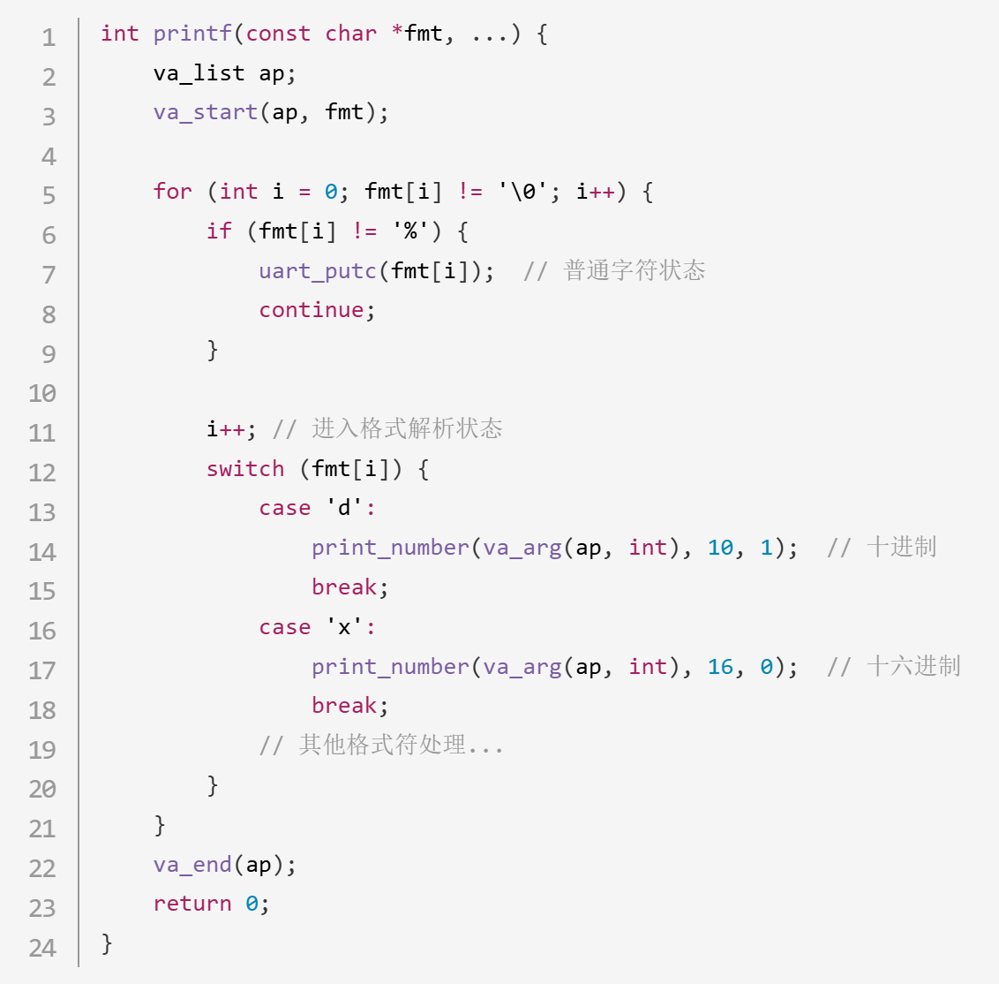 1 int printf(const char *fmt, ...) {
2     va_list ap;
3     va_start(ap, fmt);
4
5     for (int i = 0; fmt[i] != '\0'; i++) {
6         if (fmt[i] != '%') {
7             uart_putc(fmt[i]);  // 普通字符状态
8             continue;
9         }
10
11         i++; // 进入格式解析状态
12         switch (fmt[i]) {
13             case 'd':
14                 print_number(va_arg(ap, int), 10, 1);  // 十进制
15                 break;
16             case 'x':
17                 print_number(va_arg(ap, int), 16, 0);  // 十六进制
18                 break;
19             // 其他格式符处理...
20         }
21     }
22     va_end(ap);
23     return 0;
24 }